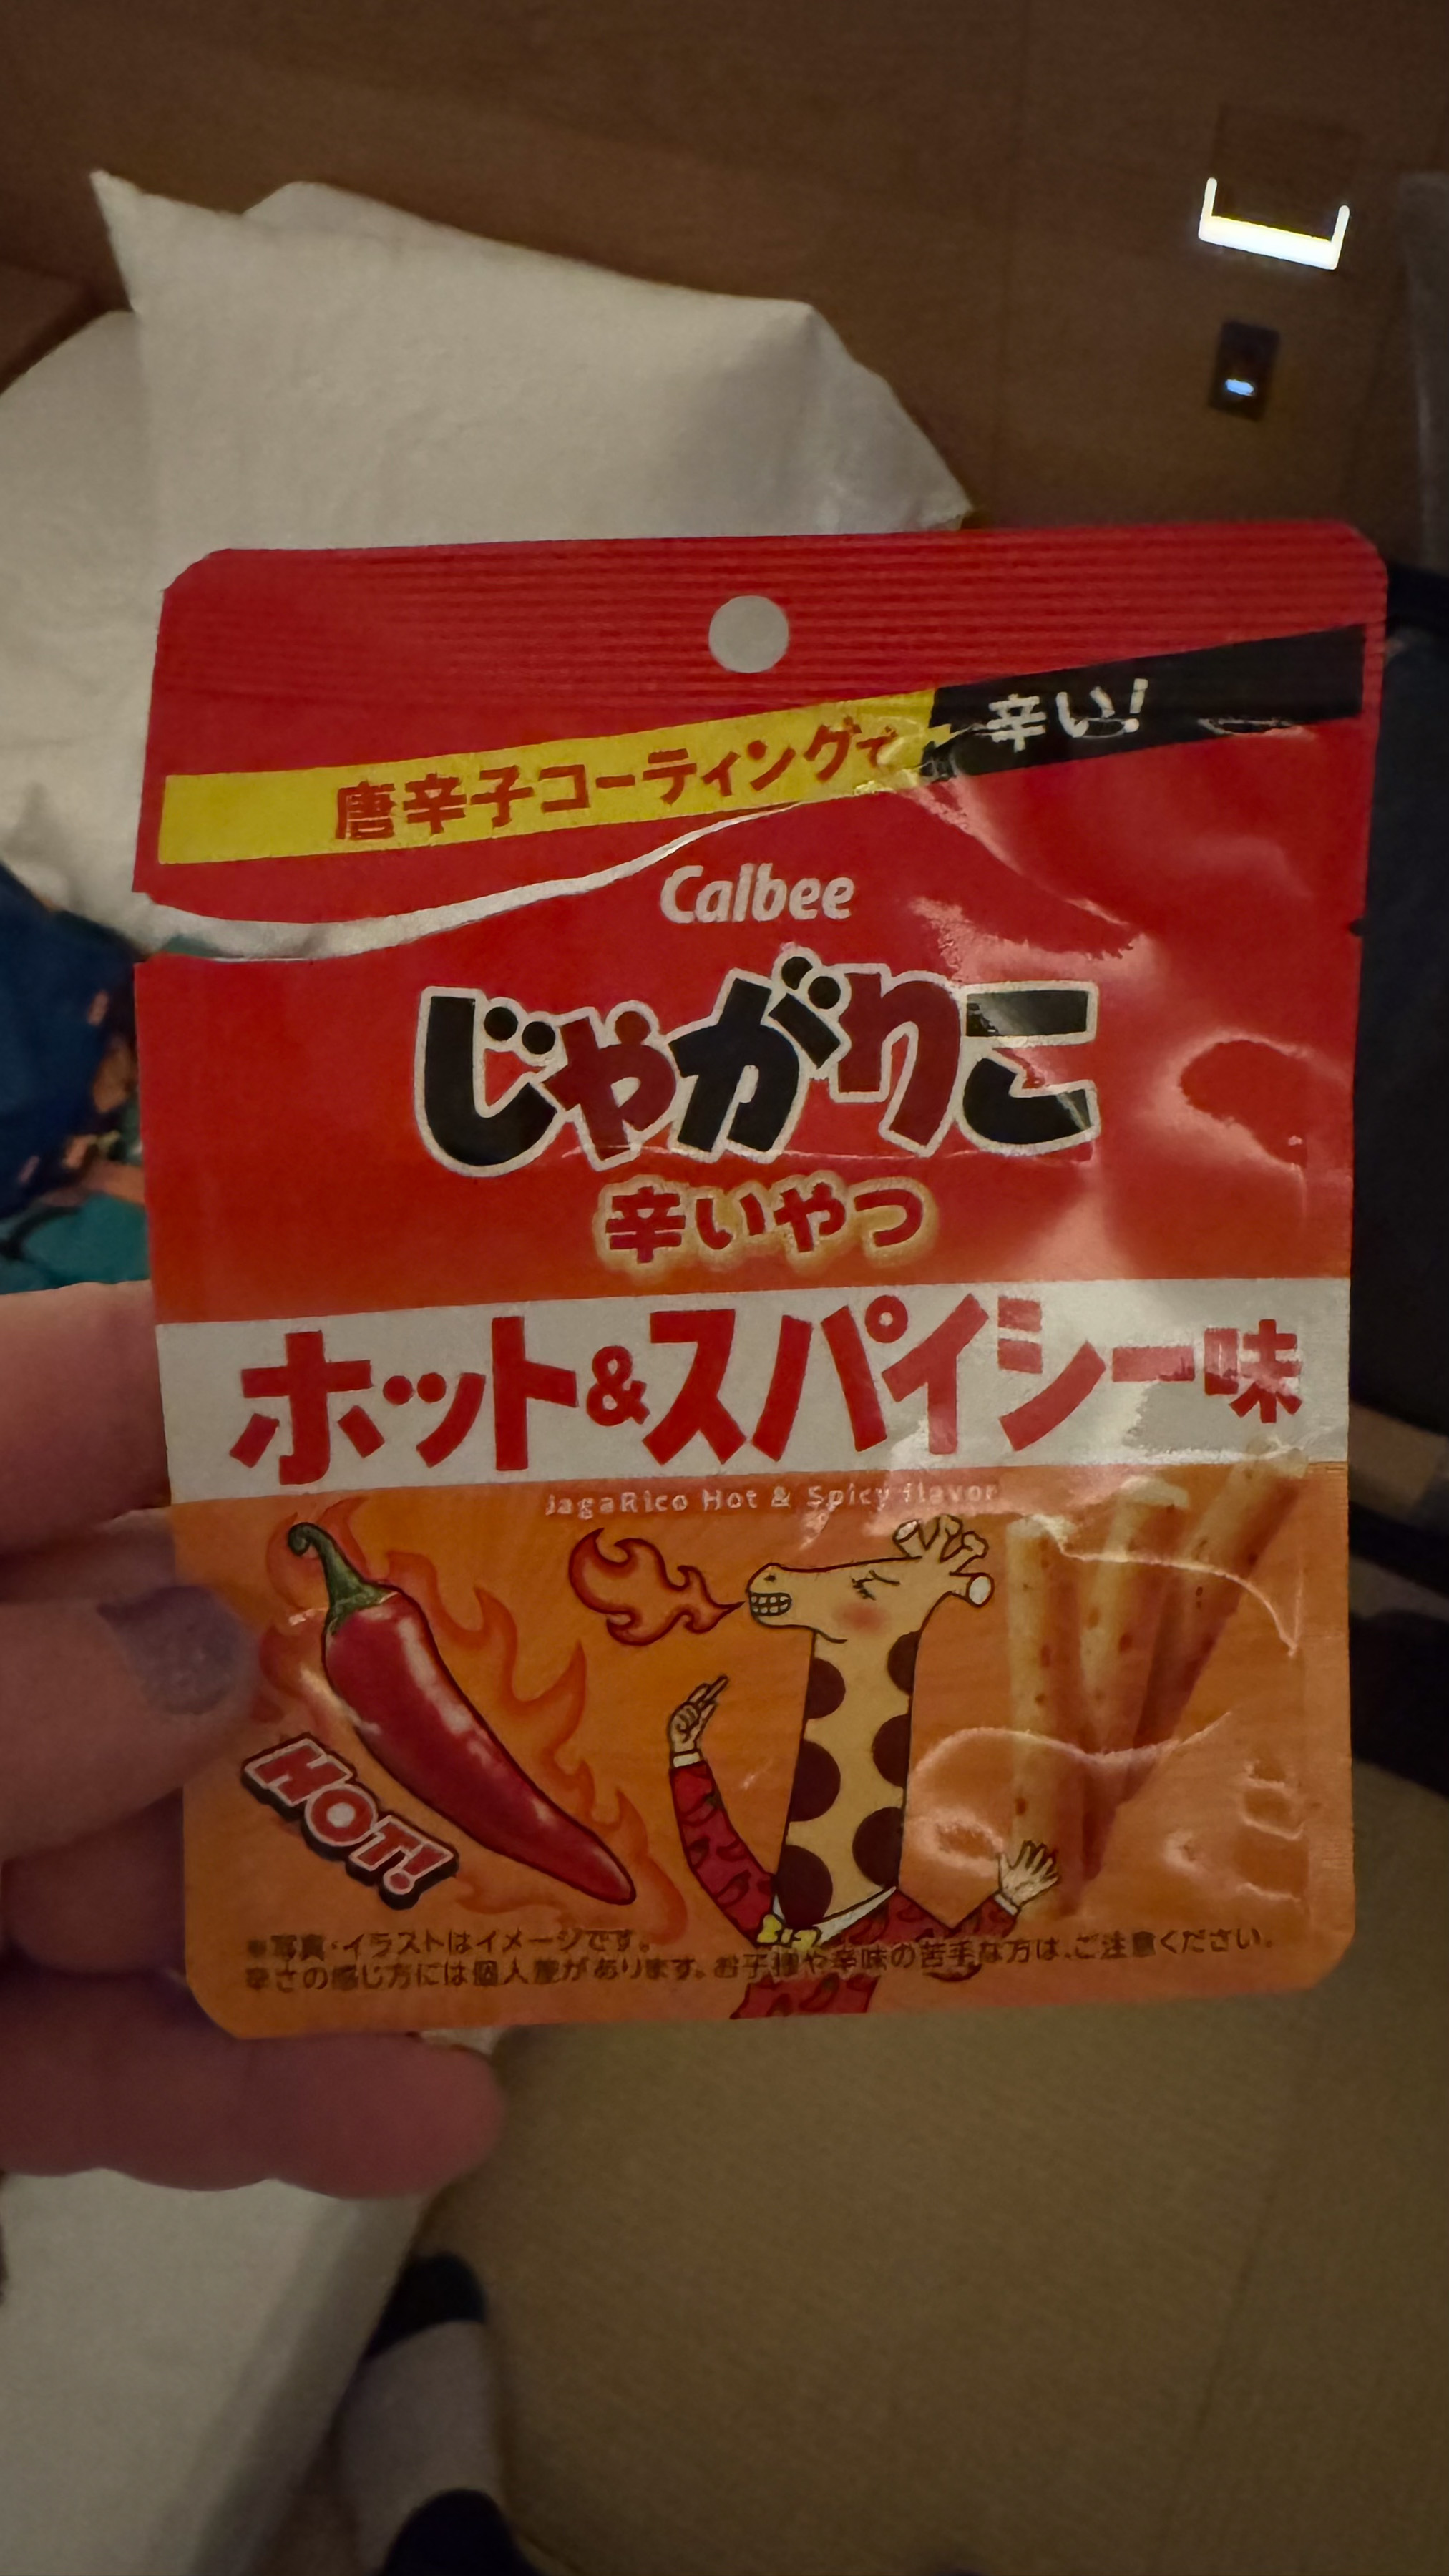 唐辛子コーティングで 辛い!
Calbee
じゃがりこ
辛いやつ
ホット&スパイシー味
JagaRico Hot & Spicy flavor
HOT!
※写真・イラストはイメージです。
辛さの感じ方には個人差があります。お子様や辛味の苦手な方は、ご注意ください。